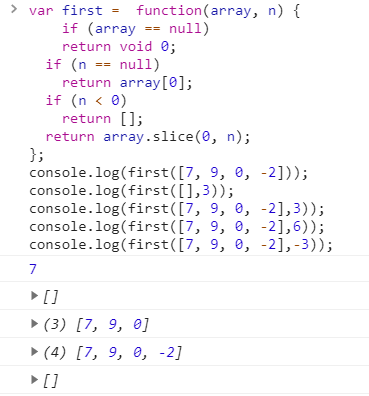 > var first =  function(array, n) {
      if (array == null)
      return void 0;
    if (n == null)
      return array[0];
    if (n < 0)
      return [];
    return array.slice(0, n);
  };
  console.log(first([7, 9, 0, -2]));
  console.log(first([],3));
  console.log(first([7, 9, 0, -2],3));
  console.log(first([7, 9, 0, -2],6));
  console.log(first([7, 9, 0, -2],-3));
  7
  ▶[]
  ▶(3) [7, 9, 0]
  ▶(4) [7, 9, 0, -2]
  ▶[]